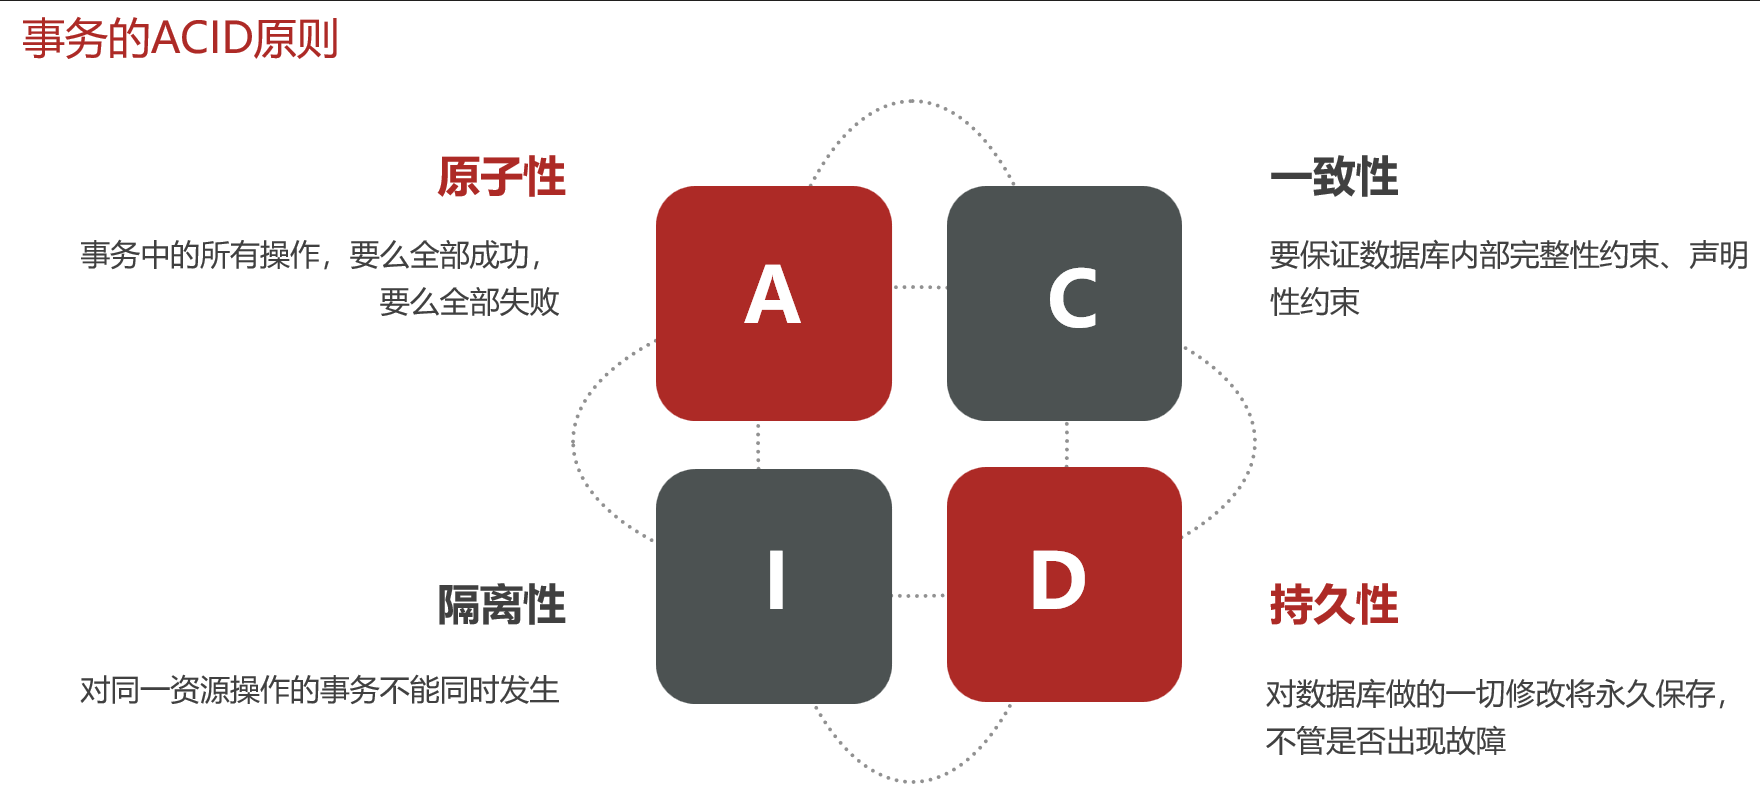 事务的ACID原则
原子性
事务中的所有操作，要么全部成功，
要么全部失败
A
C
一致性
要保证数据库内部完整性约束、声明
性约束
隔离性
对同一资源操作的事务不能同时发生
I
D
持久性
对数据库做的一切修改将永久保存，
不管是否出现故障